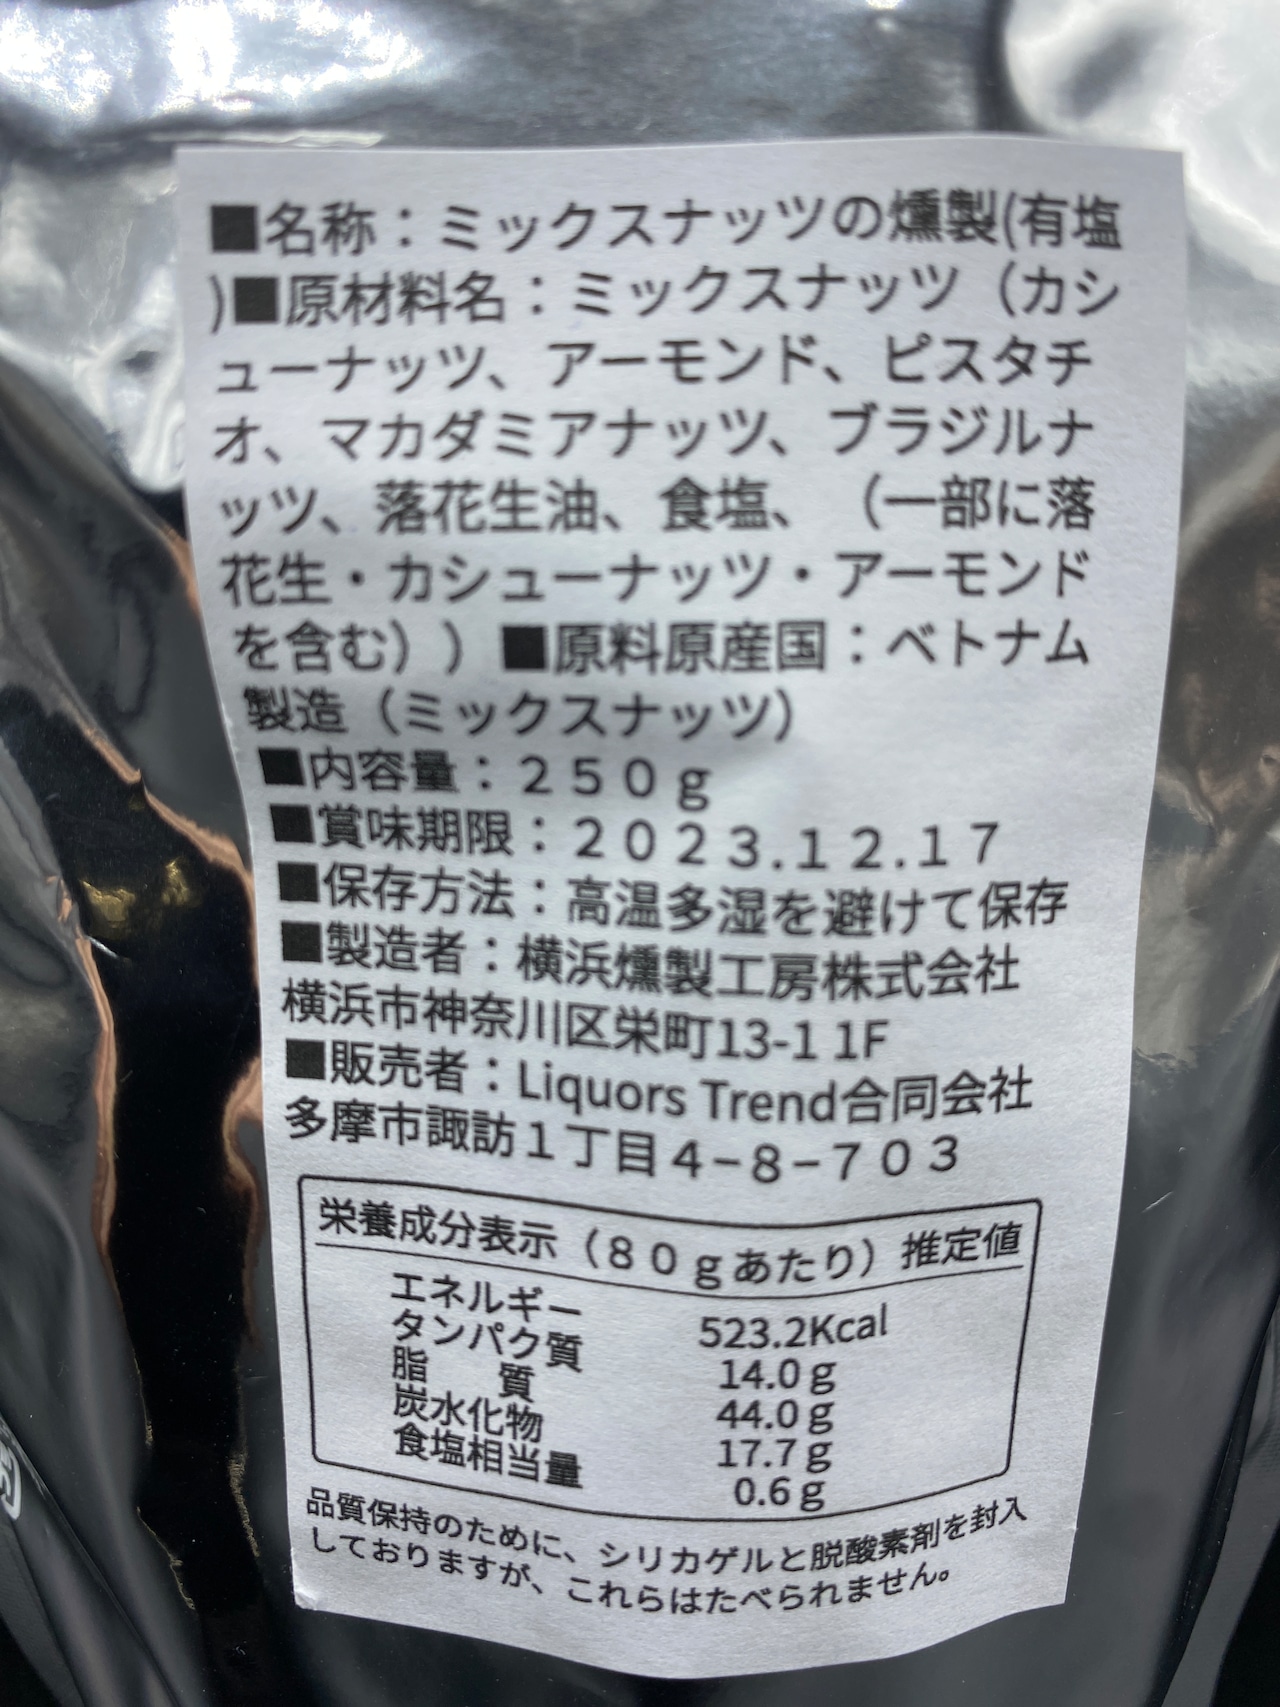 ■名称：ミックスナッツの燻製(有塩
)■原材料名：ミックスナッツ（カシ
ューナッツ、アーモンド、ピスタチ
オ、マカダミアナッツ、ブラジルナ
ッツ、落花生油、食塩、（一部に落
花生・カシューナッツ・アーモンド
を含む））■原料原産国：ベトナム
製造（ミックスナッツ）
■内容量：２５０ｇ
■賞味期限：２０２３.１２.１７
■保存方法：高温多湿を避けて保存
■製造者：横浜燻製工房株式会社
横浜市神奈川区栄町13-1 1F
■販売者：Liquors Trend合同会社
多摩市諏訪１丁目４−８−７０３
栄養成分表示（８０ｇあたり）推定値
エネルギー 523.2Kcal
タンパク質 14.0ｇ
脂　質 44.0ｇ
炭水化物 17.7ｇ
食塩相当量 0.6ｇ
品質保持のために、シリカゲルと脱酸素剤を封入
しておりますが、これらはたべられません。